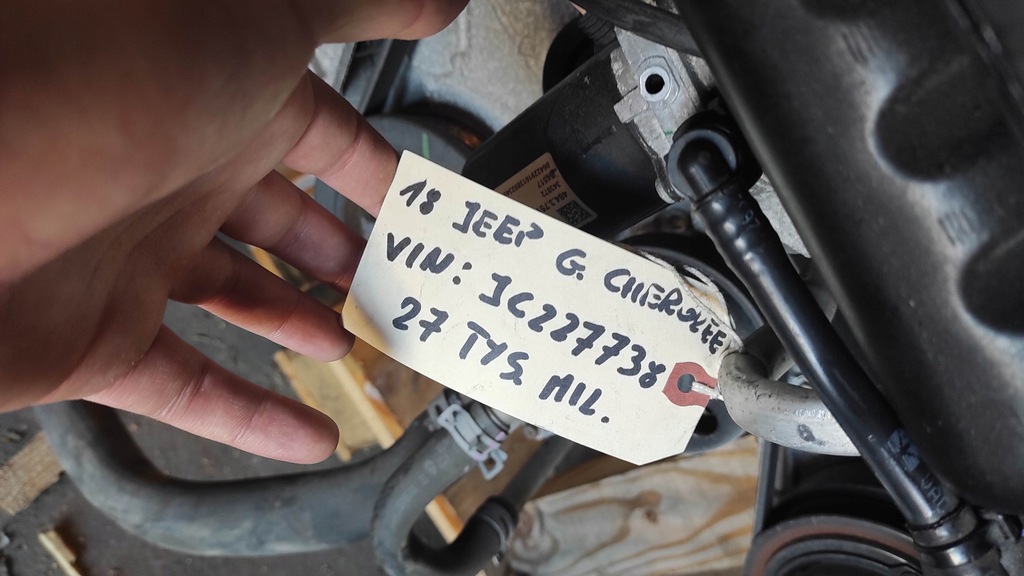 18 JEEP G. CHEROKEE
VIN: JC227738
27 TYS. MIL.